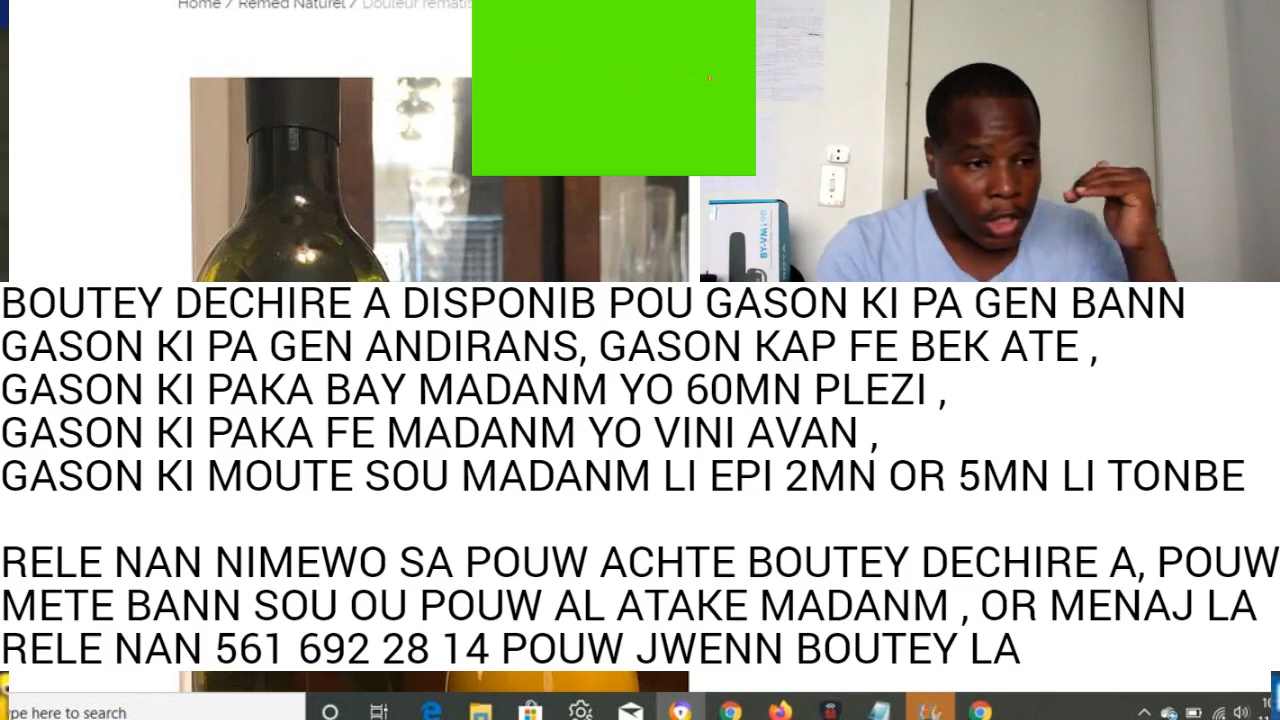 Home / Remed Naturel / Douleur rematis
BY-VM190
BOUTEY DECHIRE A DISPONIB POU GASON KI PA GEN BANN
GASON KI PA GEN ANDIRANS, GASON KAP FE BEK ATE ,
GASON KI PAKA BAY MADANM YO 60MN PLEZI ,
GASON KI PAKA FE MADANM YO VINI AVAN ,
GASON KI MOUTE SOU MADANM LI EPI 2MN OR 5MN LI TONBE
RELE NAN NIMEWO SA POUW ACHTE BOUTEY DECHIRE A, POUW
METE BANN SOU OU POUW AL ATAKE MADANM , OR MENAJ LA
RELE NAN 561 692 28 14 POUW JWENN BOUTEY LA
pe here to search